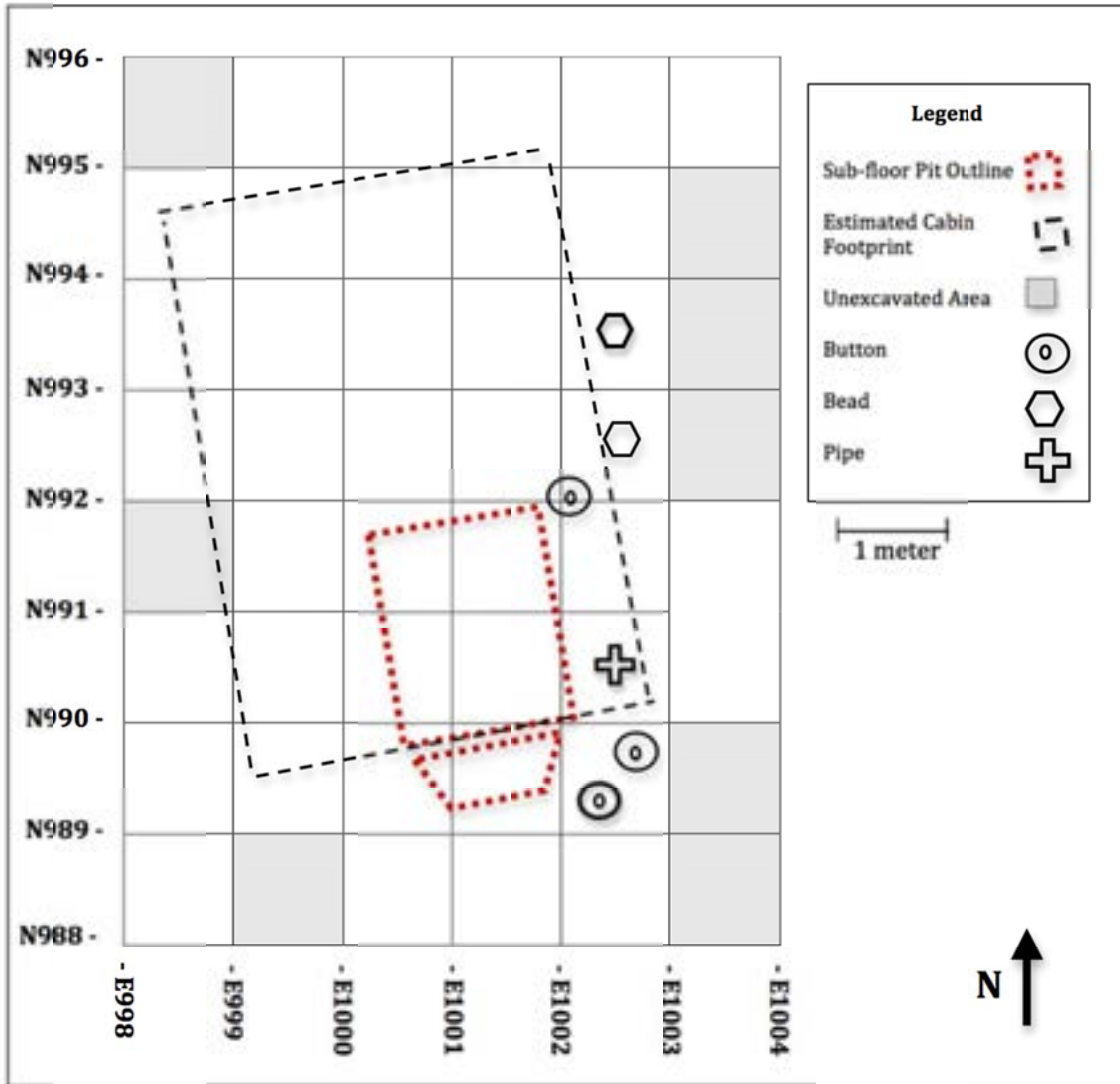 N996 -
N995 -
N994 -
N993 -
N992 -
N991 -
N990 -
N989 -
N988 -
- E998
- E999
- E1000
- E1001
- E1002
- E1003
- E1004
Legend
Sub-floor Pit Outline
Estimated Cabin
Footprint
Unexcavated Area
Button
Bead
Pipe
1 meter
N